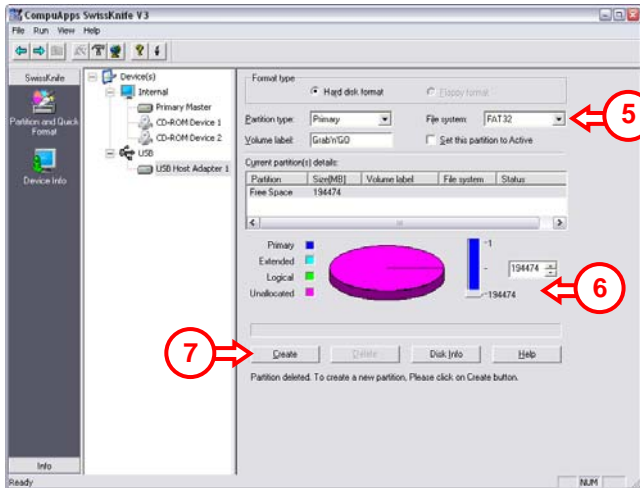 CompuApps SwissKnife V3
File Run View Help
SwissKnife
Partition and Quick Format
Device Info
Info
Device(s)
Internal
Primary Master
CD-ROM Device 1
CD-ROM Device 2
USB
USB Host Adapter 1
Format type
Hard disk format
Floppy format
Partition type: Primary File system: FAT32
5
Volume label: Grab'n'GO Set this partition to Active
Current partition(s) details:
Partition Size[MB] Volume label File system Status
Free Space 194474
Primary
Extended
Logical
Unallocated
1
194474
194474
6
7
Create Delete Disk Info Help
Partition deleted. To create a new partition, Please click on Create button.
Ready NUM